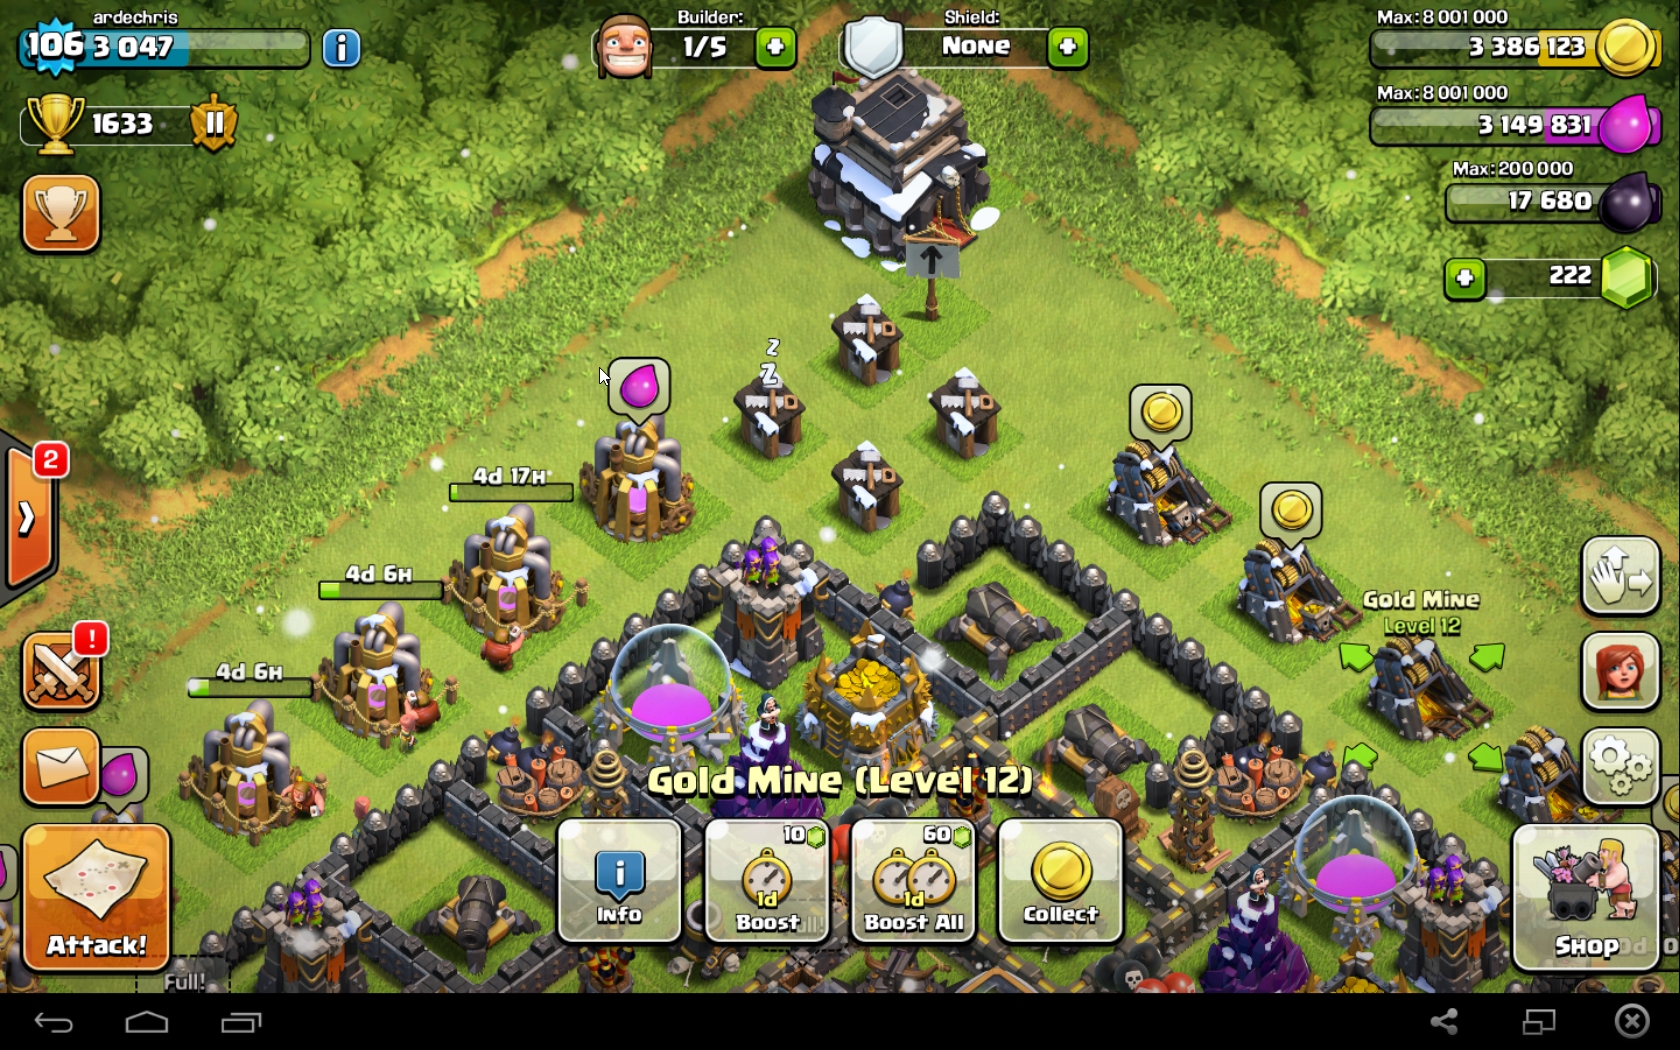 ardechris
106 3 047
i
Builder:
1/5
Shield:
None
Max: 8 001 000
3 386 123
1633
II
Max: 8 001 000
3 149 831
Max: 200 000
17 680
222
z
z
2
4d 17H
4d 6H
4d 6H
Gold Mine
Level 12
!
Gold Mine (Level 12)
i
Info
10
1d
Boost
60
1d
Boost All
Collect
Attack!
Shop
Full!